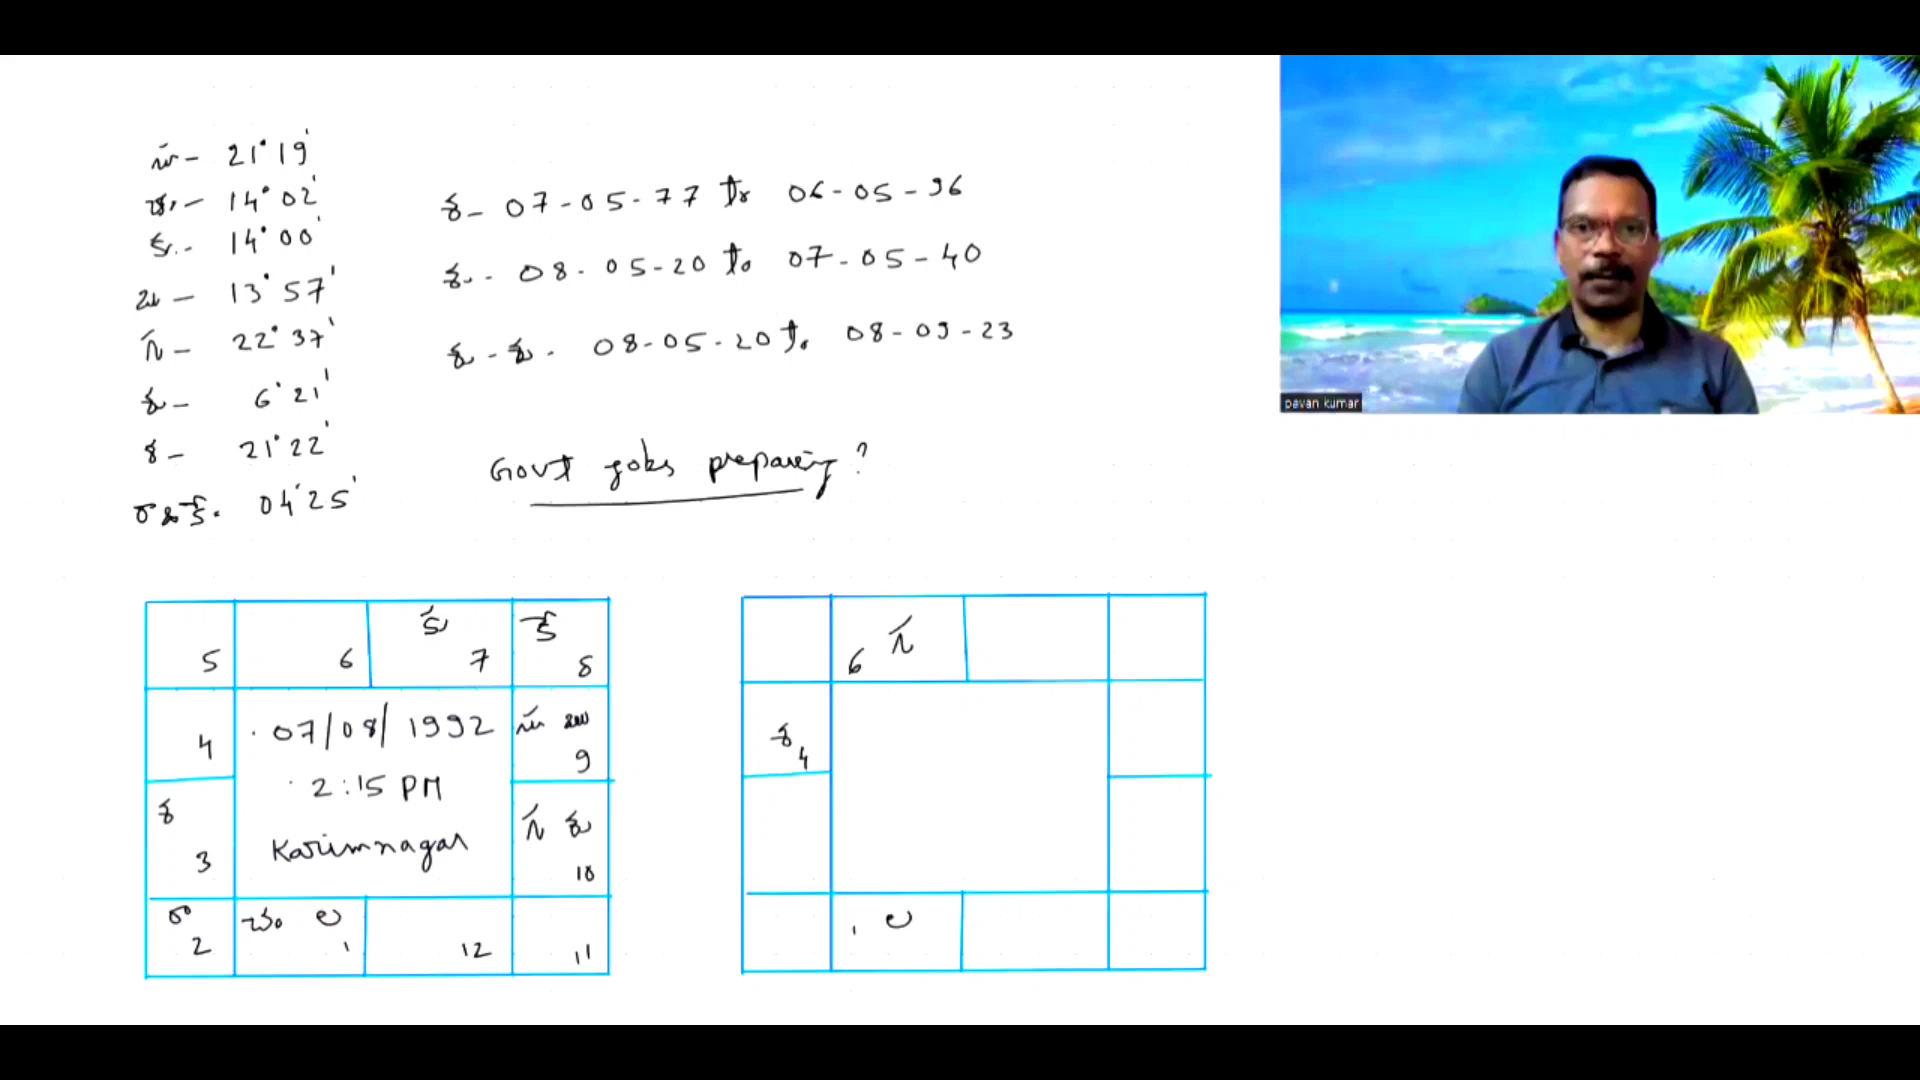 21° 19'
14° 02'
14° 00'
13° 57'
22° 37'
శు - 6° 21'
శ - 21° 22'
రా & కే. 04° 25'
శ - 07-05-77 To 06-05-96
శు - 08-05-20 To 07-05-40
శు - శు - 08-05-20 To 08-09-23
Govt jobs preparing?
pavan kumar
5
6
కు
7
కే
8
4
07/08/1992
2:15 PM
Karimnagar
9
శ
3
గు శు
10
రా
2
చం ల
1
12
11
6 గు
శ
4
1 ల